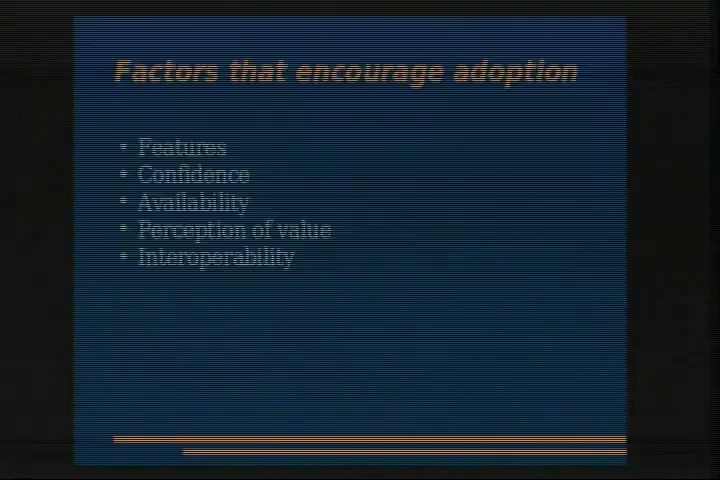 Factors that encourage adoption
• Features
• Confidence
• Availability
• Perception of value
• Interoperability